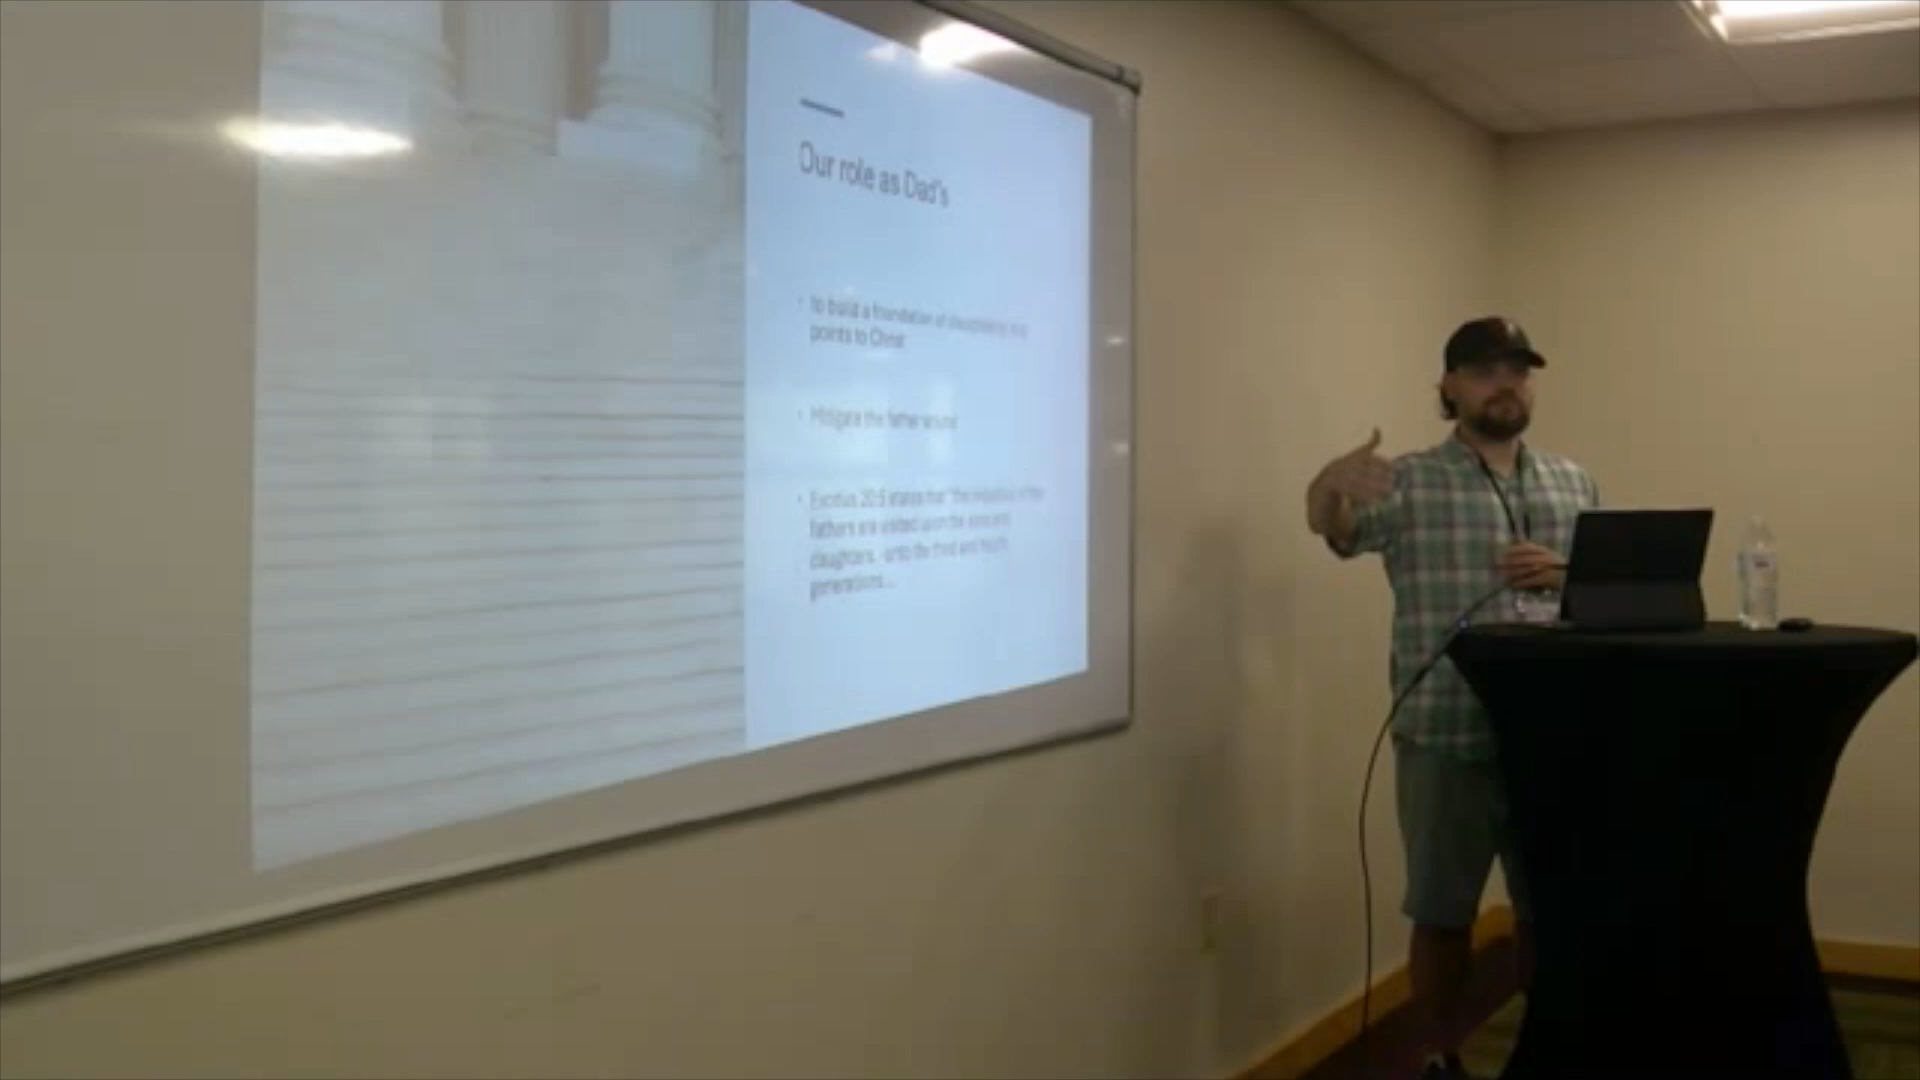 Our role as Dad's
to build a foundation of discipleship that
points to Christ
Mitigate the father wound
Exodus 20:5 states that "the iniquities of the
fathers are visited upon the sons and
daughters, -unto the third and fourth
generations...